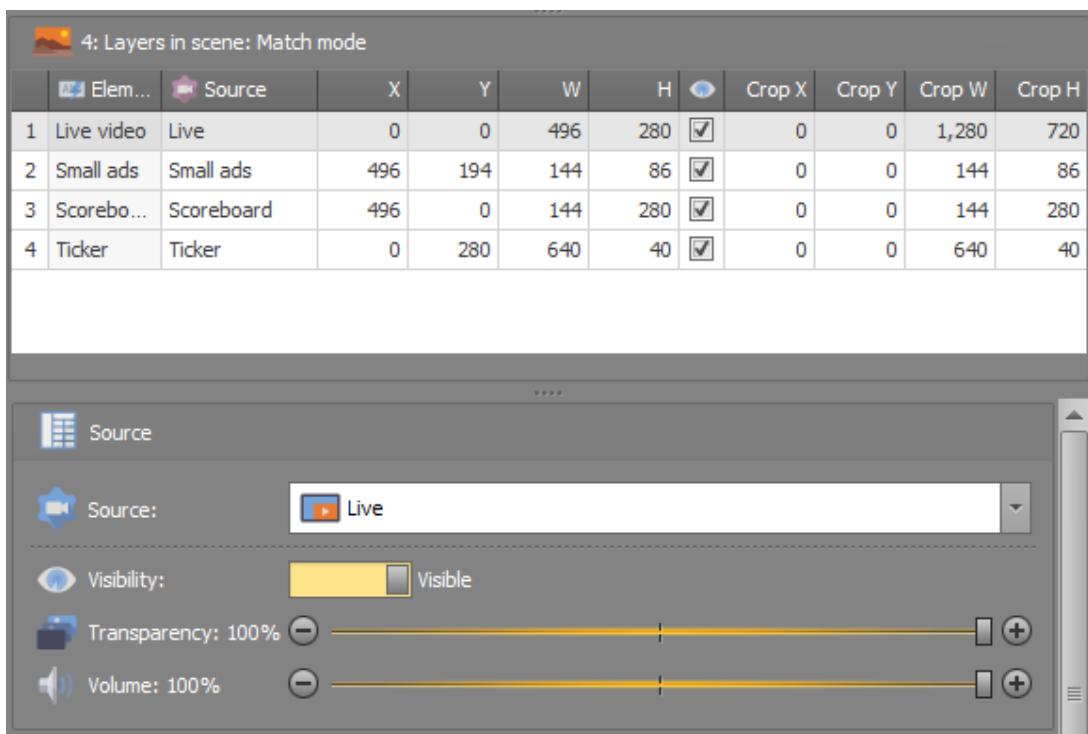 4: Layers in scene: Match mode
Elem... Source X Y W H Crop X Crop Y Crop W Crop H
1 Live video Live 0 0 496 280 0 0 1,280 720
2 Small ads Small ads 496 194 144 86 0 0 144 86
3 Scorebo... Scoreboard 496 0 144 280 0 0 144 280
4 Ticker Ticker 0 280 640 40 0 0 640 40
Source
Source: Live
Visibility: Visible
Transparency: 100%
Volume: 100%